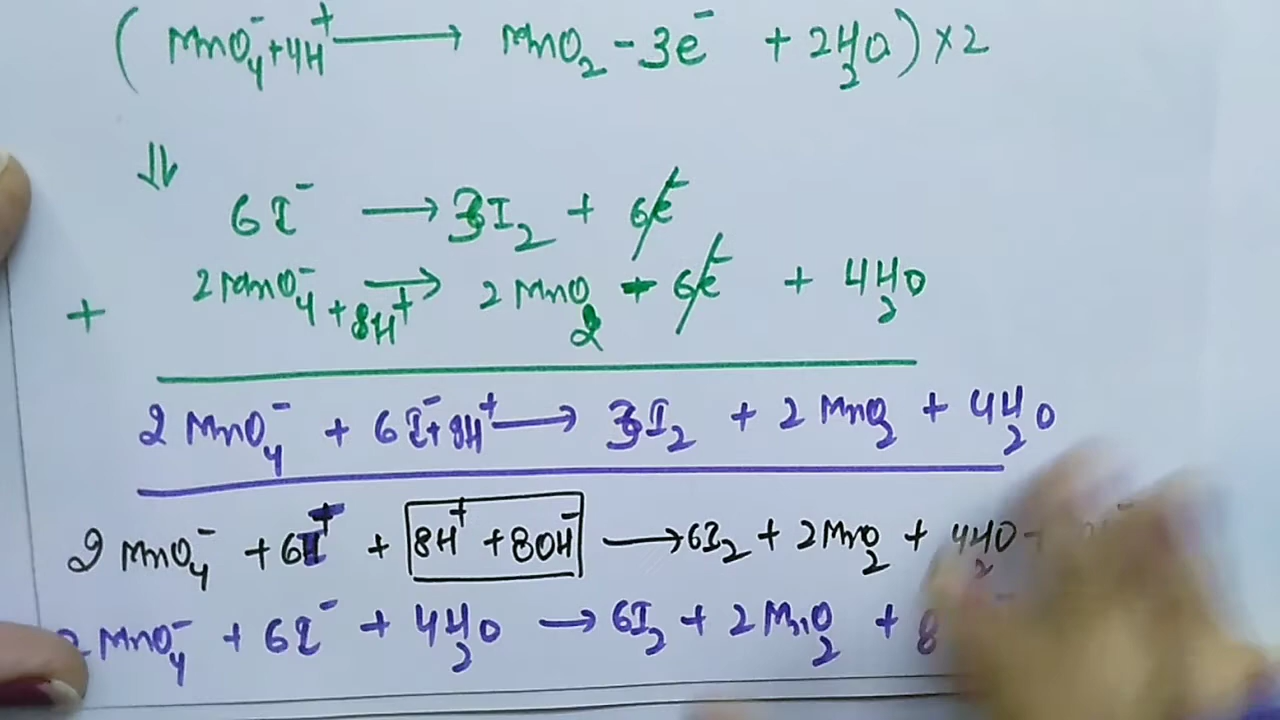 (MnO₄⁻ + 4H⁺ ⟶ MnO₂ - 3e⁻ + 2H₂O) × 2
⇓
6I⁻ ⟶ 3I₂ + 6e⁻
+ 2MnO₄⁻ + 8H⁺ ⟶ 2MnO₂ - 6e⁻ + 4H₂O
2MnO₄⁻ + 6I⁻ + 8H⁺ ⟶ 3I₂ + 2MnO₂ + 4H₂O
2MnO₄⁻ + 6I⁺ + 8H⁺ + 8OH⁻ ⟶ 6I₂ + 2MnO₂ + 4H₂O +
2MnO₄⁻ + 6I⁻ + 4H₂O ⟶ 6I₂ + 2MnO₂ + 8